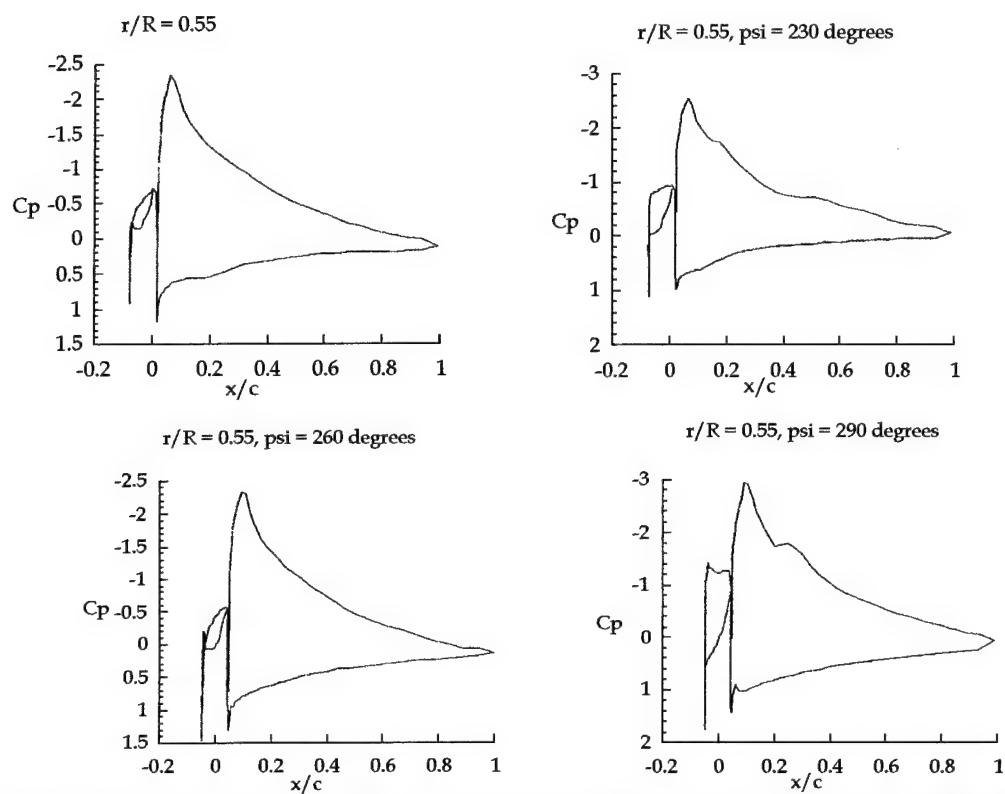 r/R = 0.55
-2.5
-2
-1.5
-1
Cp -0.5
0
0.5
1
1.5
-0.2 0 0.2 0.4 0.6 0.8 1
x/c
r/R = 0.55, psi = 230 degrees
-3
-2
-1
Cp
0
1
2
-0.2 0 0.2 0.4 0.6 0.8 1
x/c
r/R = 0.55, psi = 260 degrees
-2.5
-2
-1.5
-1
Cp -0.5
0
0.5
1
1.5
-0.2 0 0.2 0.4 0.6 0.8 1
x/c
r/R = 0.55, psi = 290 degrees
-3
-2
-1
Cp
0
1
2
-0.2 0 0.2 0.4 0.6 0.8 1
x/c